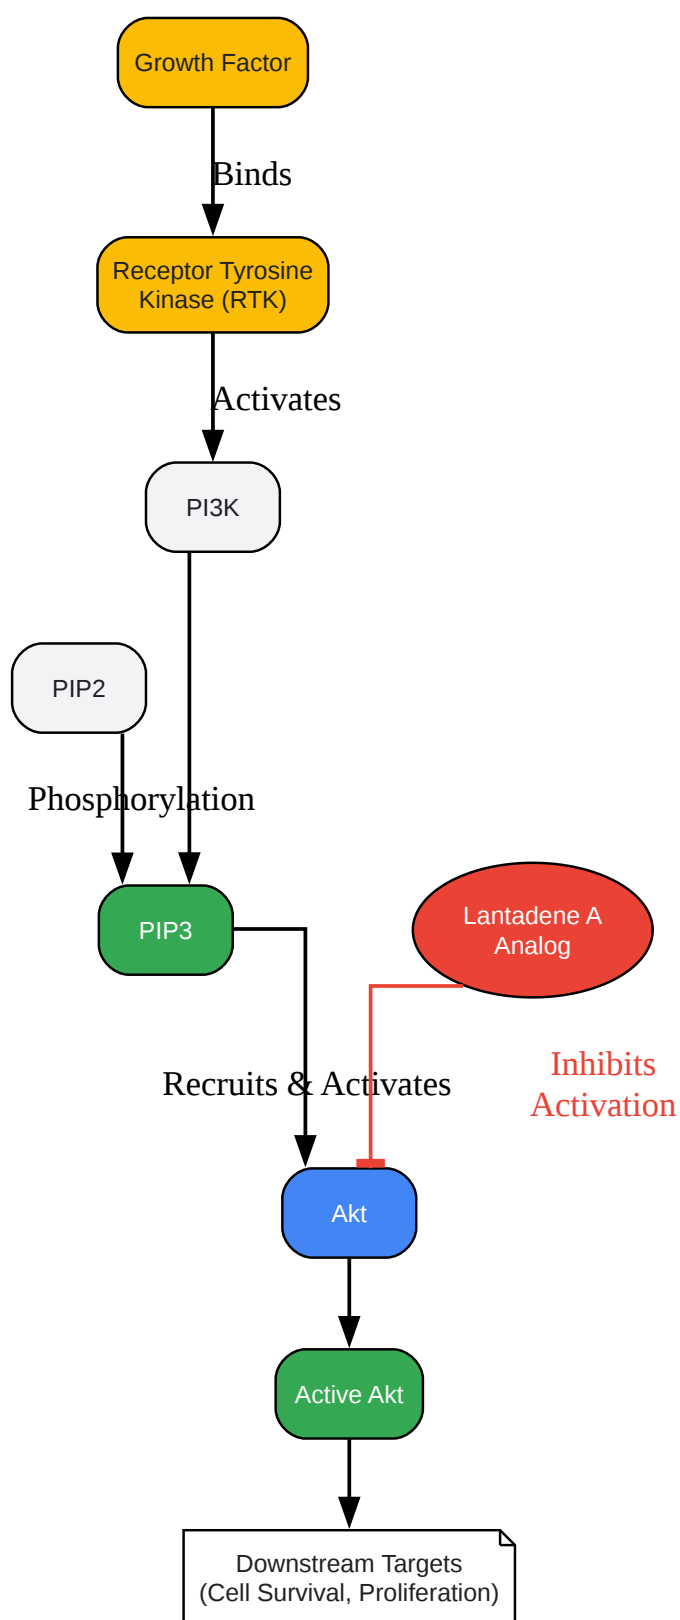 Growth Factor
Binds
Receptor Tyrosine
Kinase (RTK)
Activates
PI3K
PIP2
Phosphorylation
PIP3
Lantadene A
Analog
Inhibits
Activation
Recruits & Activates
Akt
Active Akt
Downstream Targets
(Cell Survival, Proliferation)